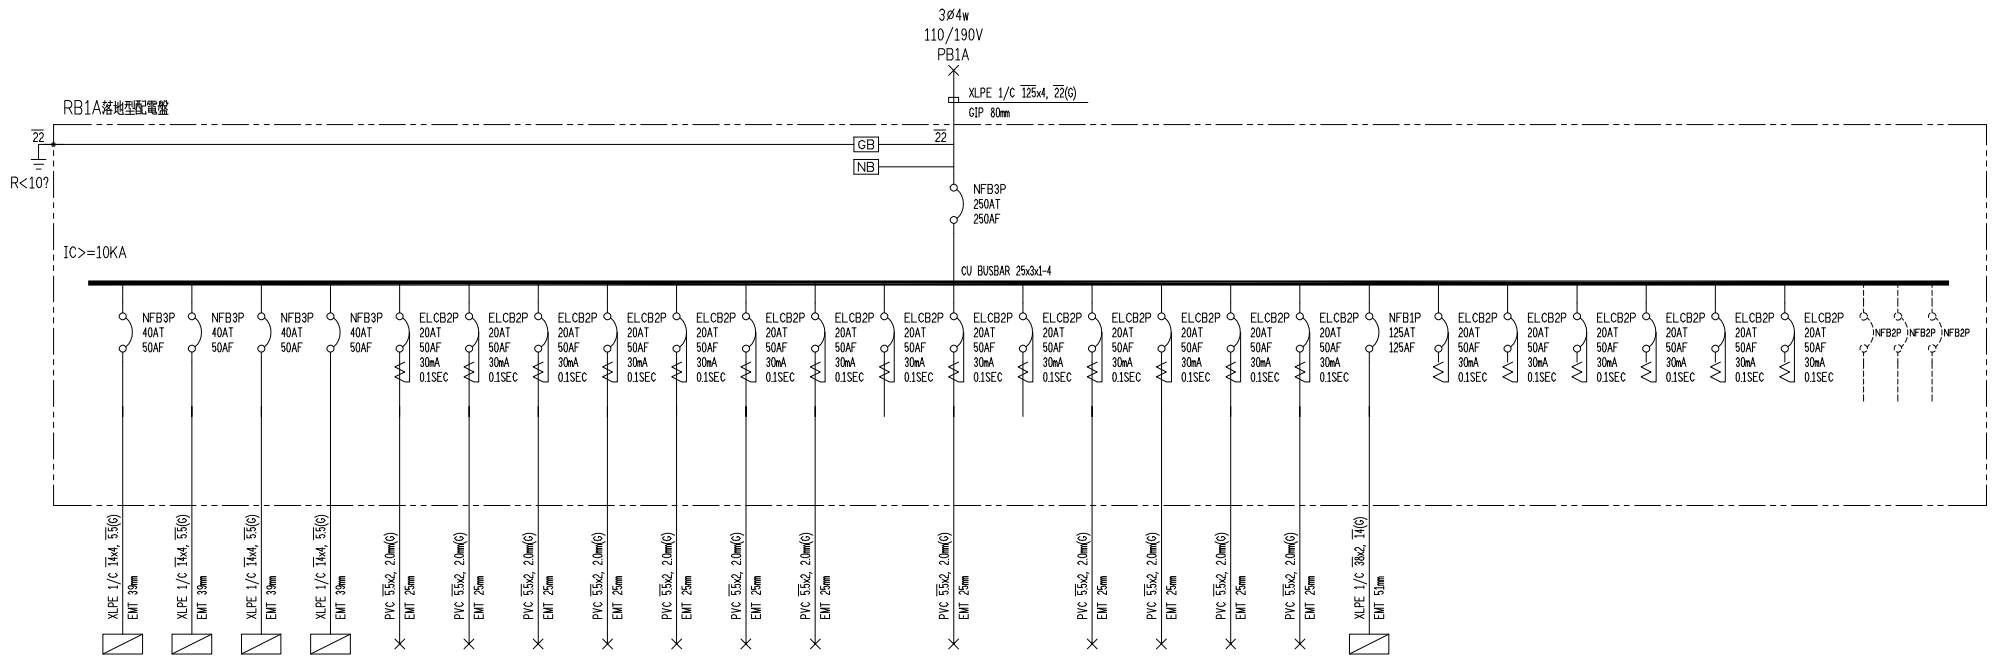 3Ø4w
110/190V
PB1A
XLPE 1/C 125x4, 22(G)
GIP 80mm
RB1A落地型配電盤
22
22
GB
NB
R<10?
NFB3P
250AT
250AF
IC>=10KA
CU BUSBAR 25x3x1-4
NFB3P
40AT
50AF
NFB3P
40AT
50AF
NFB3P
40AT
50AF
NFB3P
40AT
50AF
ELCB2P
20AT
50AF
30mA
0.1SEC
ELCB2P
20AT
50AF
30mA
0.1SEC
ELCB2P
20AT
50AF
30mA
0.1SEC
ELCB2P
20AT
50AF
30mA
0.1SEC
ELCB2P
20AT
50AF
30mA
0.1SEC
ELCB2P
20AT
50AF
30mA
0.1SEC
ELCB2P
20AT
50AF
30mA
0.1SEC
ELCB2P
20AT
50AF
30mA
0.1SEC
ELCB2P
20AT
50AF
30mA
0.1SEC
ELCB2P
20AT
50AF
30mA
0.1SEC
ELCB2P
20AT
50AF
30mA
0.1SEC
ELCB2P
20AT
50AF
30mA
0.1SEC
ELCB2P
20AT
50AF
30mA
0.1SEC
ELCB2P
20AT
50AF
30mA
0.1SEC
NFB1P
125AT
125AF
ELCB2P
20AT
50AF
30mA
0.1SEC
ELCB2P
20AT
50AF
30mA
0.1SEC
ELCB2P
20AT
50AF
30mA
0.1SEC
ELCB2P
20AT
50AF
30mA
0.1SEC
ELCB2P
20AT
50AF
30mA
0.1SEC
ELCB2P
20AT
50AF
30mA
0.1SEC
NFB2P
NFB2P
NFB2P
XLPE 1/C 14x4, 5.5(G)
EMT 39mm
XLPE 1/C 14x4, 5.5(G)
EMT 39mm
XLPE 1/C 14x4, 5.5(G)
EMT 39mm
XLPE 1/C 14x4, 5.5(G)
EMT 39mm
PVC 5.5x2, 2.0mm(G)
EMT 25mm
PVC 5.5x2, 2.0mm(G)
EMT 25mm
PVC 5.5x2, 2.0mm(G)
EMT 25mm
PVC 5.5x2, 2.0mm(G)
EMT 25mm
PVC 5.5x2, 2.0mm(G)
EMT 25mm
PVC 5.5x2, 2.0mm(G)
EMT 25mm
PVC 5.5x2, 2.0mm(G)
EMT 25mm
PVC 5.5x2, 2.0mm(G)
EMT 25mm
PVC 5.5x2, 2.0mm(G)
EMT 25mm
PVC 5.5x2, 2.0mm(G)
EMT 25mm
PVC 5.5x2, 2.0mm(G)
EMT 25mm
PVC 5.5x2, 2.0mm(G)
EMT 25mm
XLPE 1/C 38x2, 14(G)
EMT 51mm